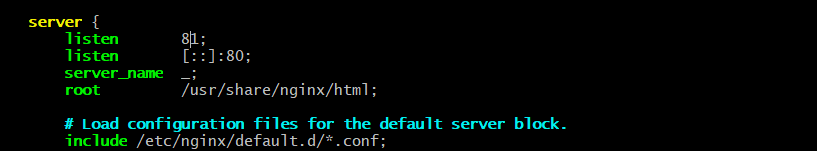 server {
listen 81;
listen [::]:80;
server_name _;
root /usr/share/nginx/html;
# Load configuration files for the default server block.
include /etc/nginx/default.d/*.conf;